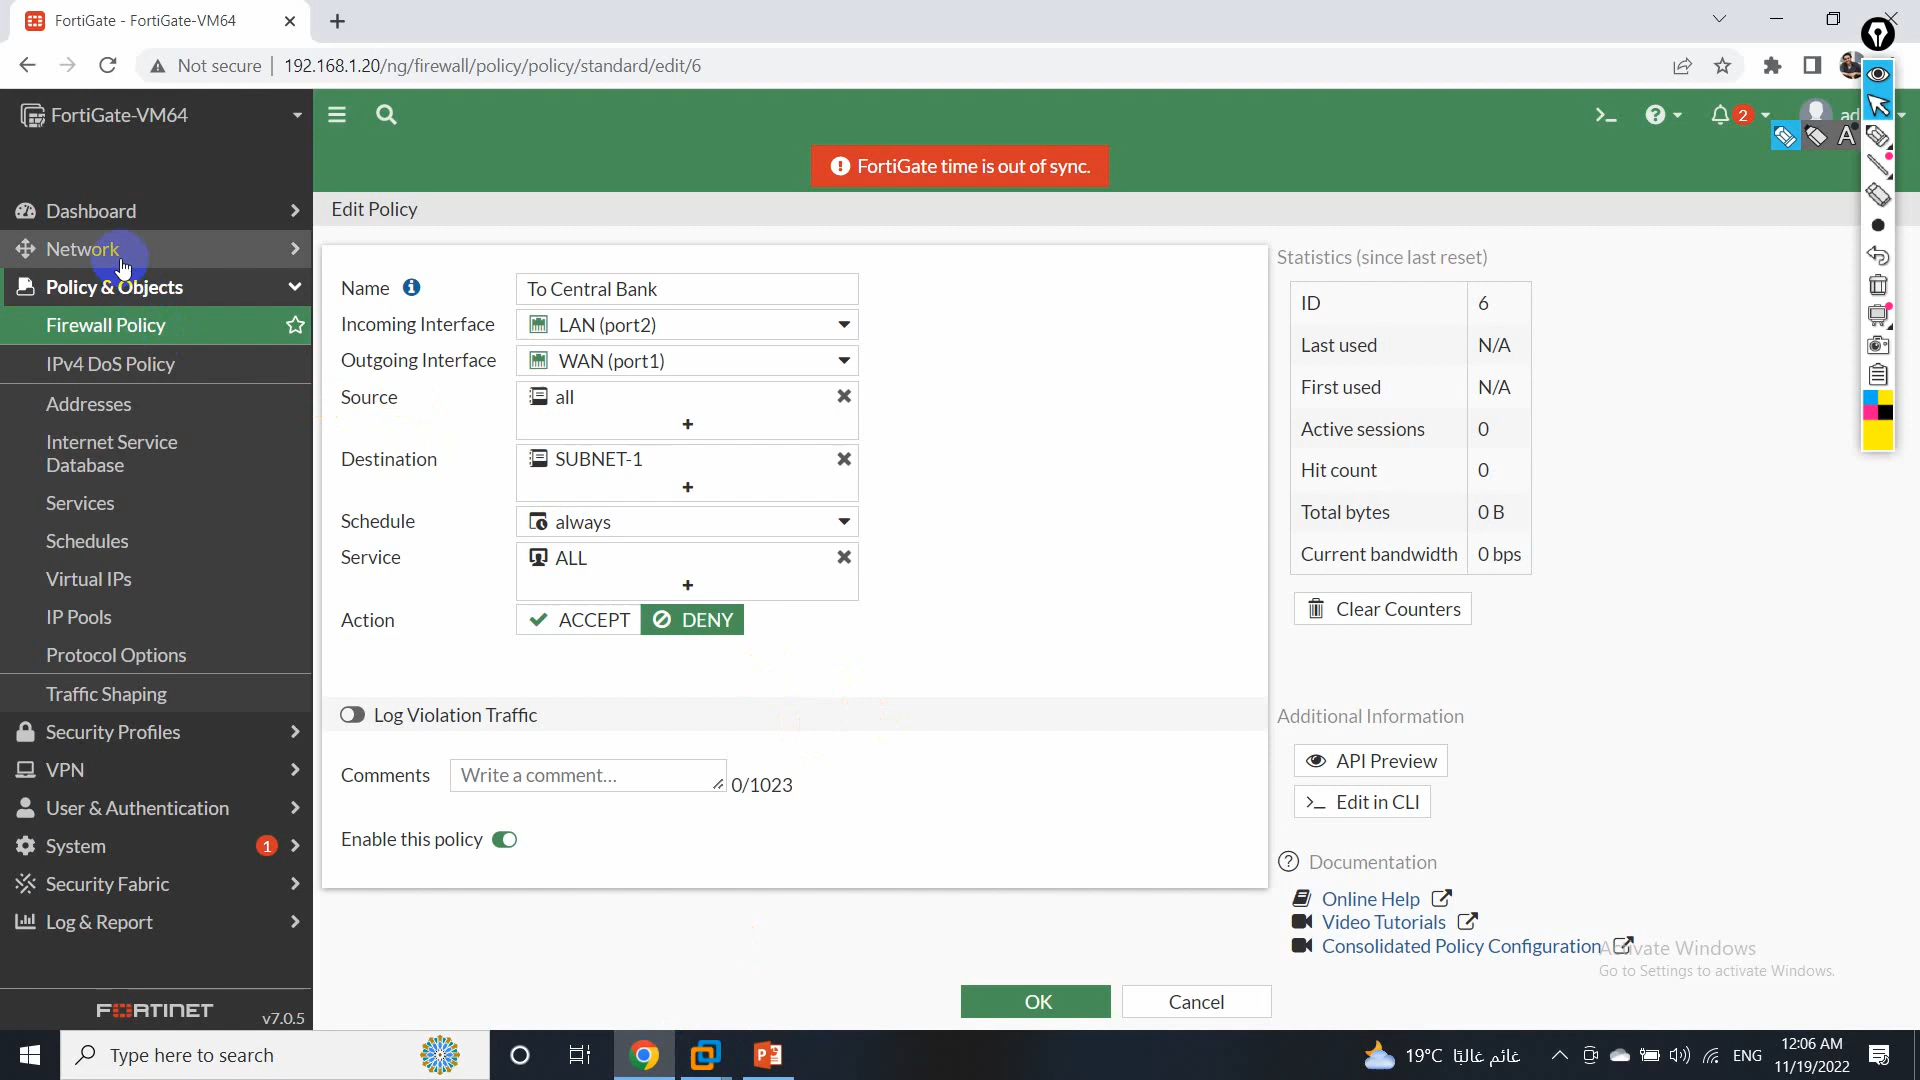 FortiGate - FortiGate-VM64
Not secure
192.168.1.20/ng/firewall/policy/policy/standard/edit/6
FortiGate-VM64
2
FortiGate time is out of sync.
A
Dashboard
Network
Policy & Objects
Firewall Policy
IPv4 DoS Policy
Addresses
Internet Service
Database
Services
Schedules
Virtual IPs
IP Pools
Protocol Options
Traffic Shaping
Security Profiles
VPN
User & Authentication
System
1
Security Fabric
Log & Report
FORTINET
v7.0.5
Edit Policy
Name
To Central Bank
Incoming Interface
LAN (port2)
Outgoing Interface
WAN (port1)
Source
all
Destination
SUBNET-1
Schedule
always
Service
ALL
Action
ACCEPT
DENY
Log Violation Traffic
Comments
Write a comment...
0/1023
Enable this policy
Statistics (since last reset)
ID 6
Last used N/A
First used N/A
Active sessions 0
Hit count 0
Total bytes 0 B
Current bandwidth 0 bps
Clear Counters
Additional Information
API Preview
Edit in CLI
Documentation
Online Help
Video Tutorials
Consolidated Policy Configuration
Activate Windows
Go to Settings to activate Windows.
OK
Cancel
Type here to search
19°C غائم غالبًا
ENG
12:06 AM
11/19/2022